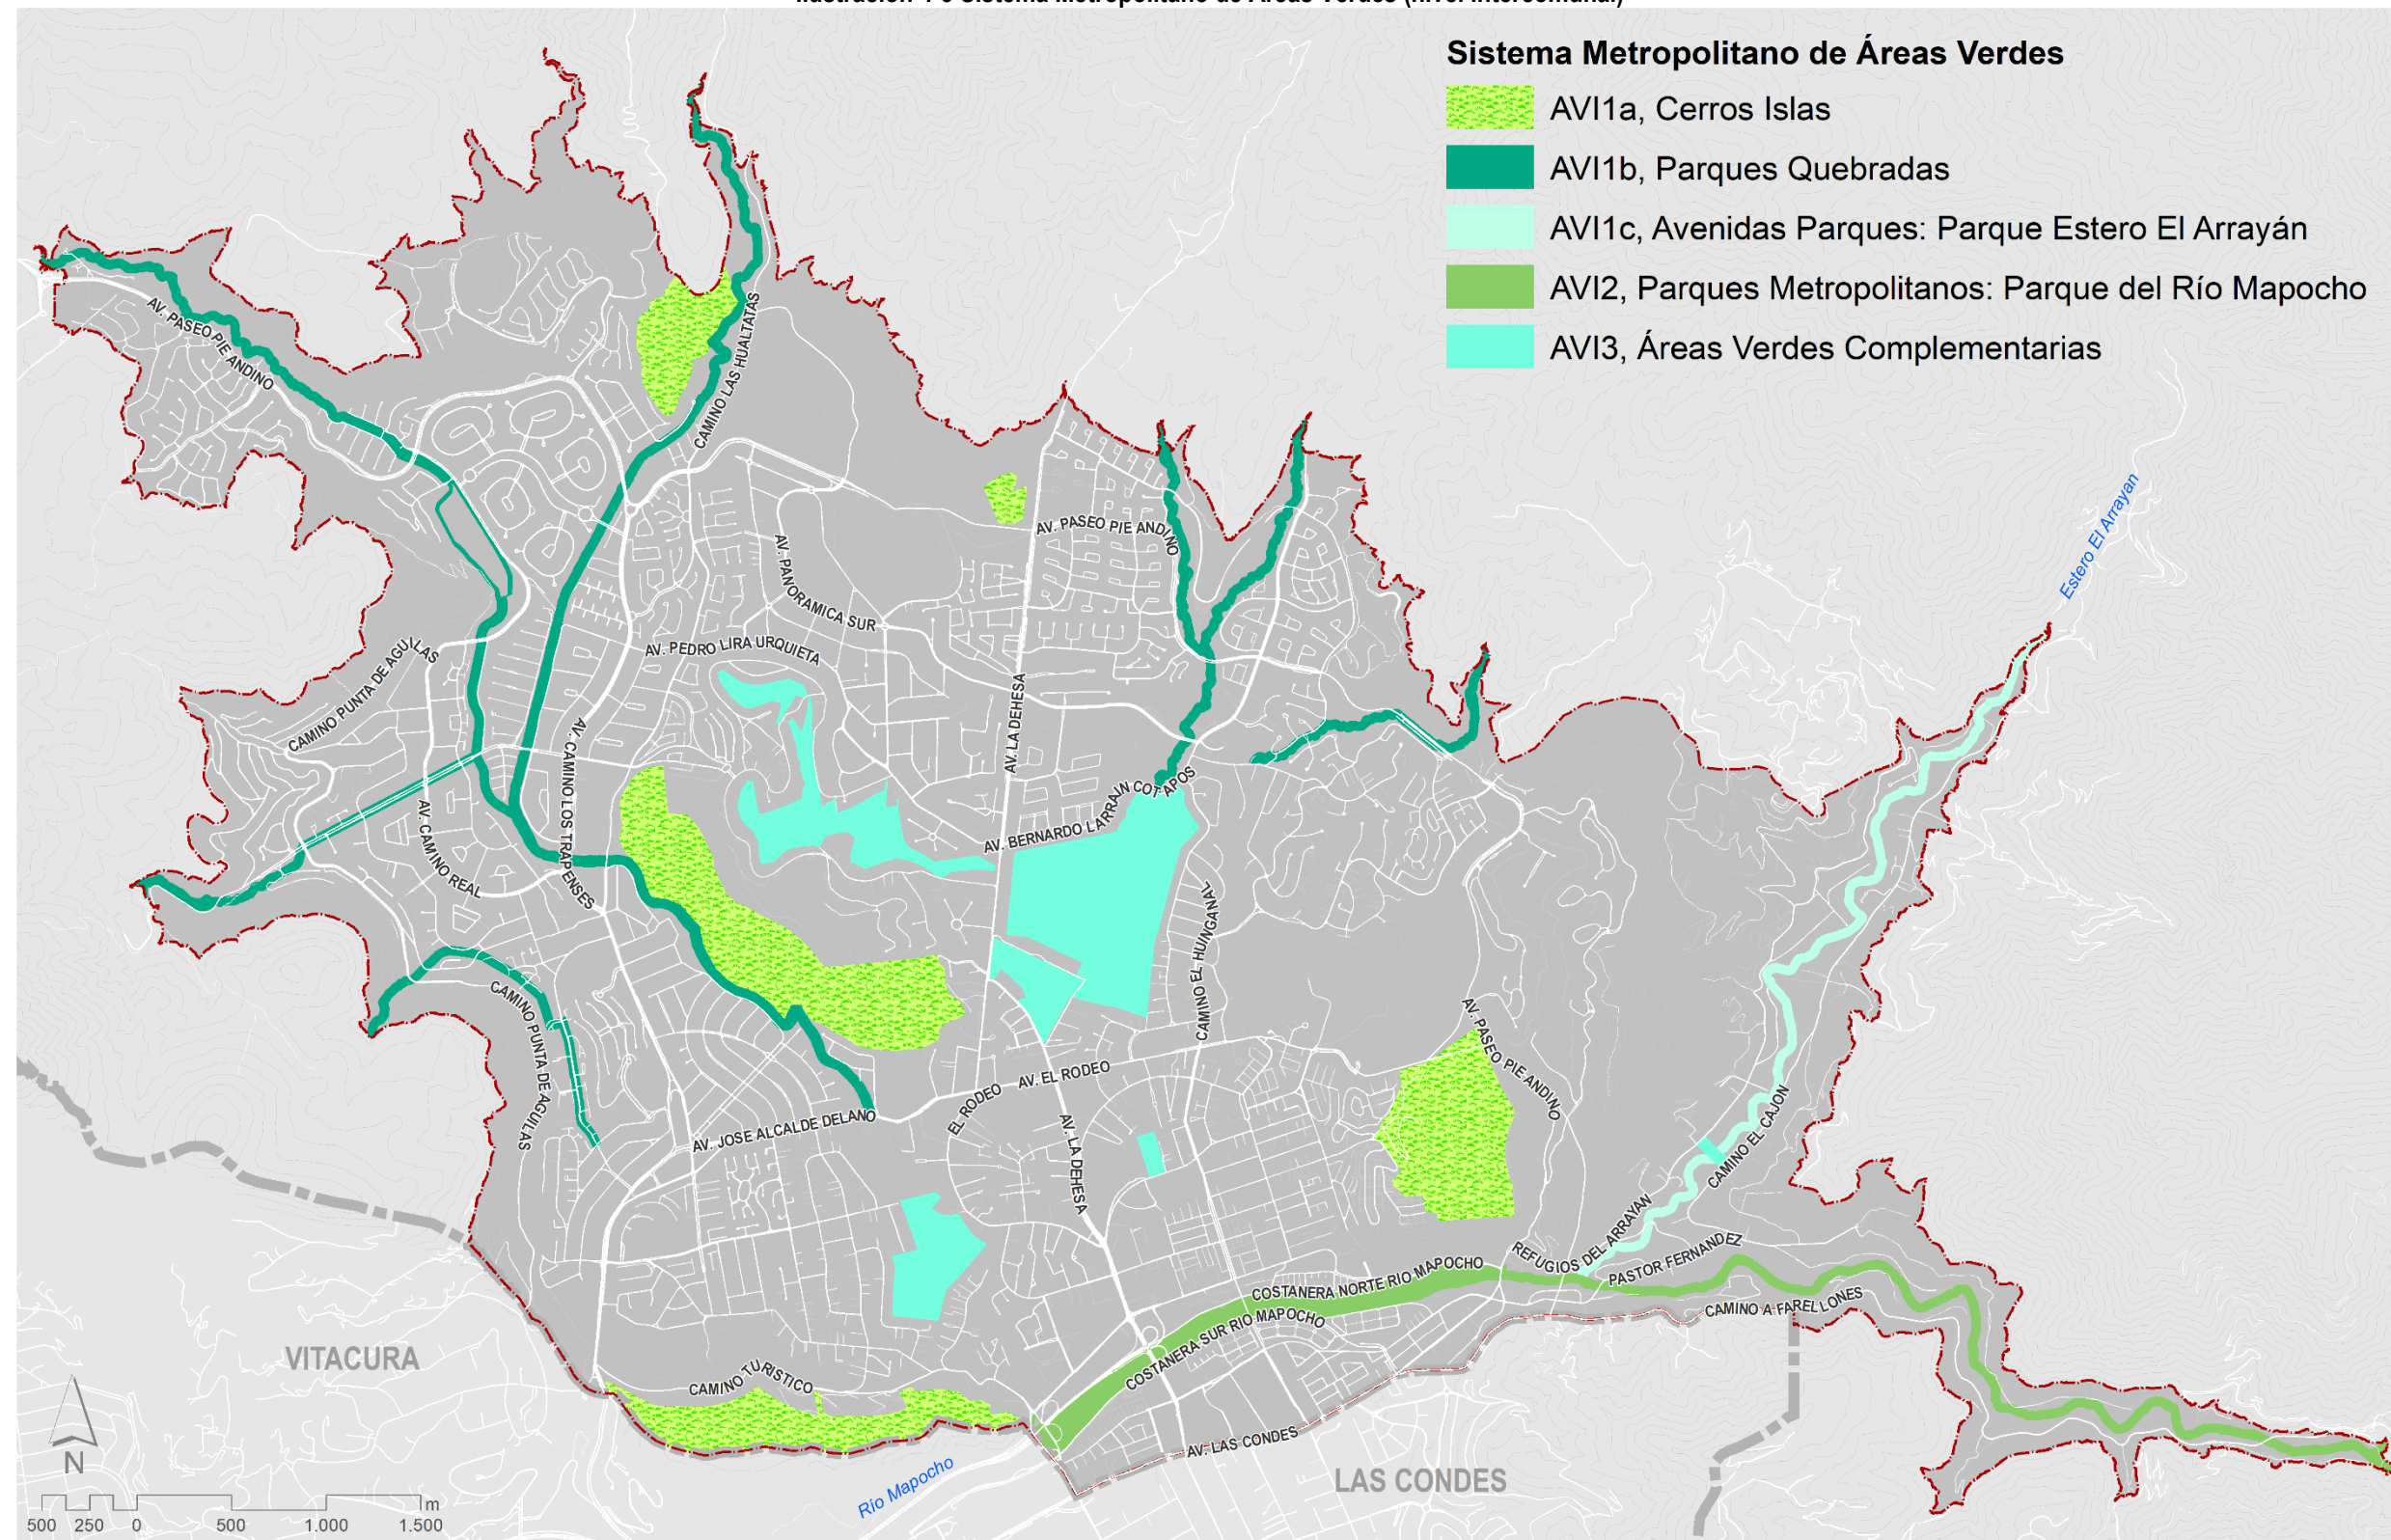 Sistema Metropolitano de Áreas Verdes
AVI1a, Cerros Islas
AVI1b, Parques Quebradas
AVI1c, Avenidas Parques: Parque Estero El Arrayán
AVI2, Parques Metropolitanos: Parque del Río Mapocho
AVI3, Áreas Verdes Complementarias
AV. PASEO PIE ANDINO
CAMINO LAS HUALTATAS
AV. PASEO PIE ANDINO
Estero El Arrayan
AV. PANORAMICA SUR
AV. PEDRO LIRA URQUIETA
CAMINO PUNTA DE AGUILAS
AV. LA DEHESA
AV. CAMINO LOS TRAPENSES
AV. BERNARDO LARRAIN COTAPOS
AV. CAMINO REAL
CAMINO EL HUINGANAL
CAMINO PUNTA DE AGUILAS
AV. PASEO PIE ANDINO
AV. EL RODEO
EL RODEO
AV. JOSE ALCALDE DELANO
AV. LA DEHESA
CAMINO EL CAJON
REFUGIOS DEL ARRAYAN
PASTOR FERNANDEZ
COSTANERA NORTE RIO MAPOCHO
COSTANERA SUR RIO MAPOCHO
CAMINO A FARELLONES
VITACURA
CAMINO TURISTICO
AV. LAS CONDES
LAS CONDES
Río Mapocho
N
m
500 250 0 500 1.000 1.500